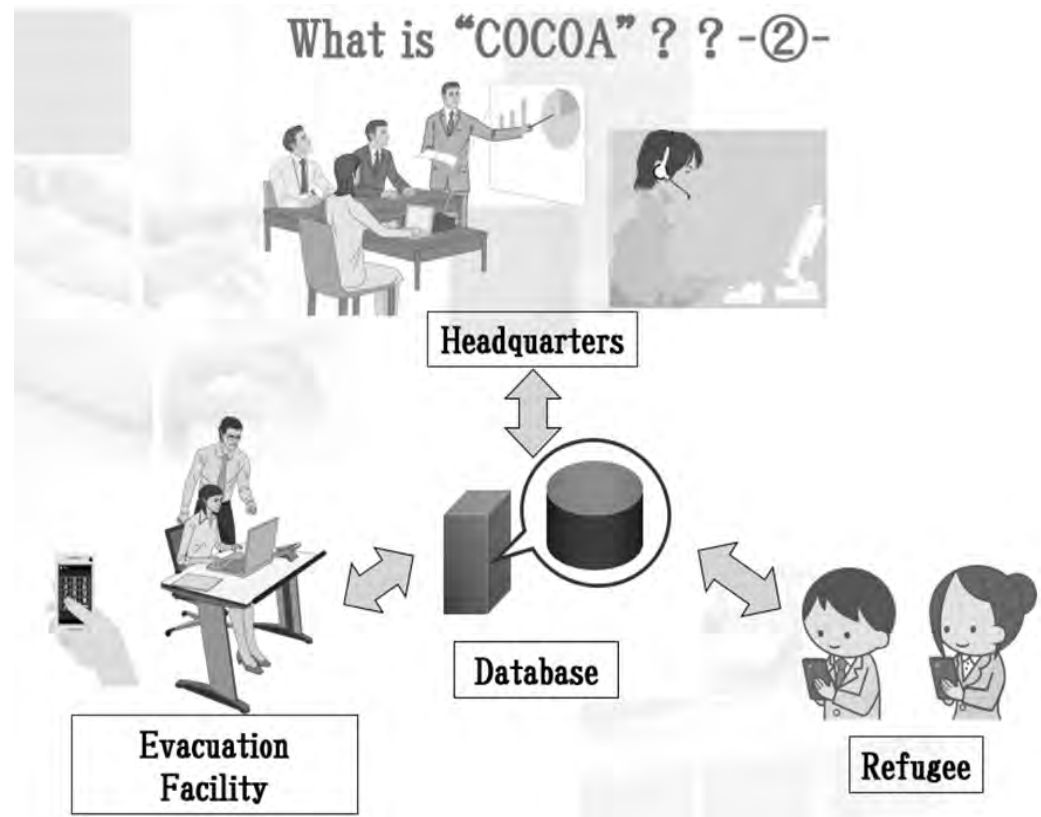 What is “COCOA”？？-②-
Headquarters
Database
Evacuation
Facility
Refugee